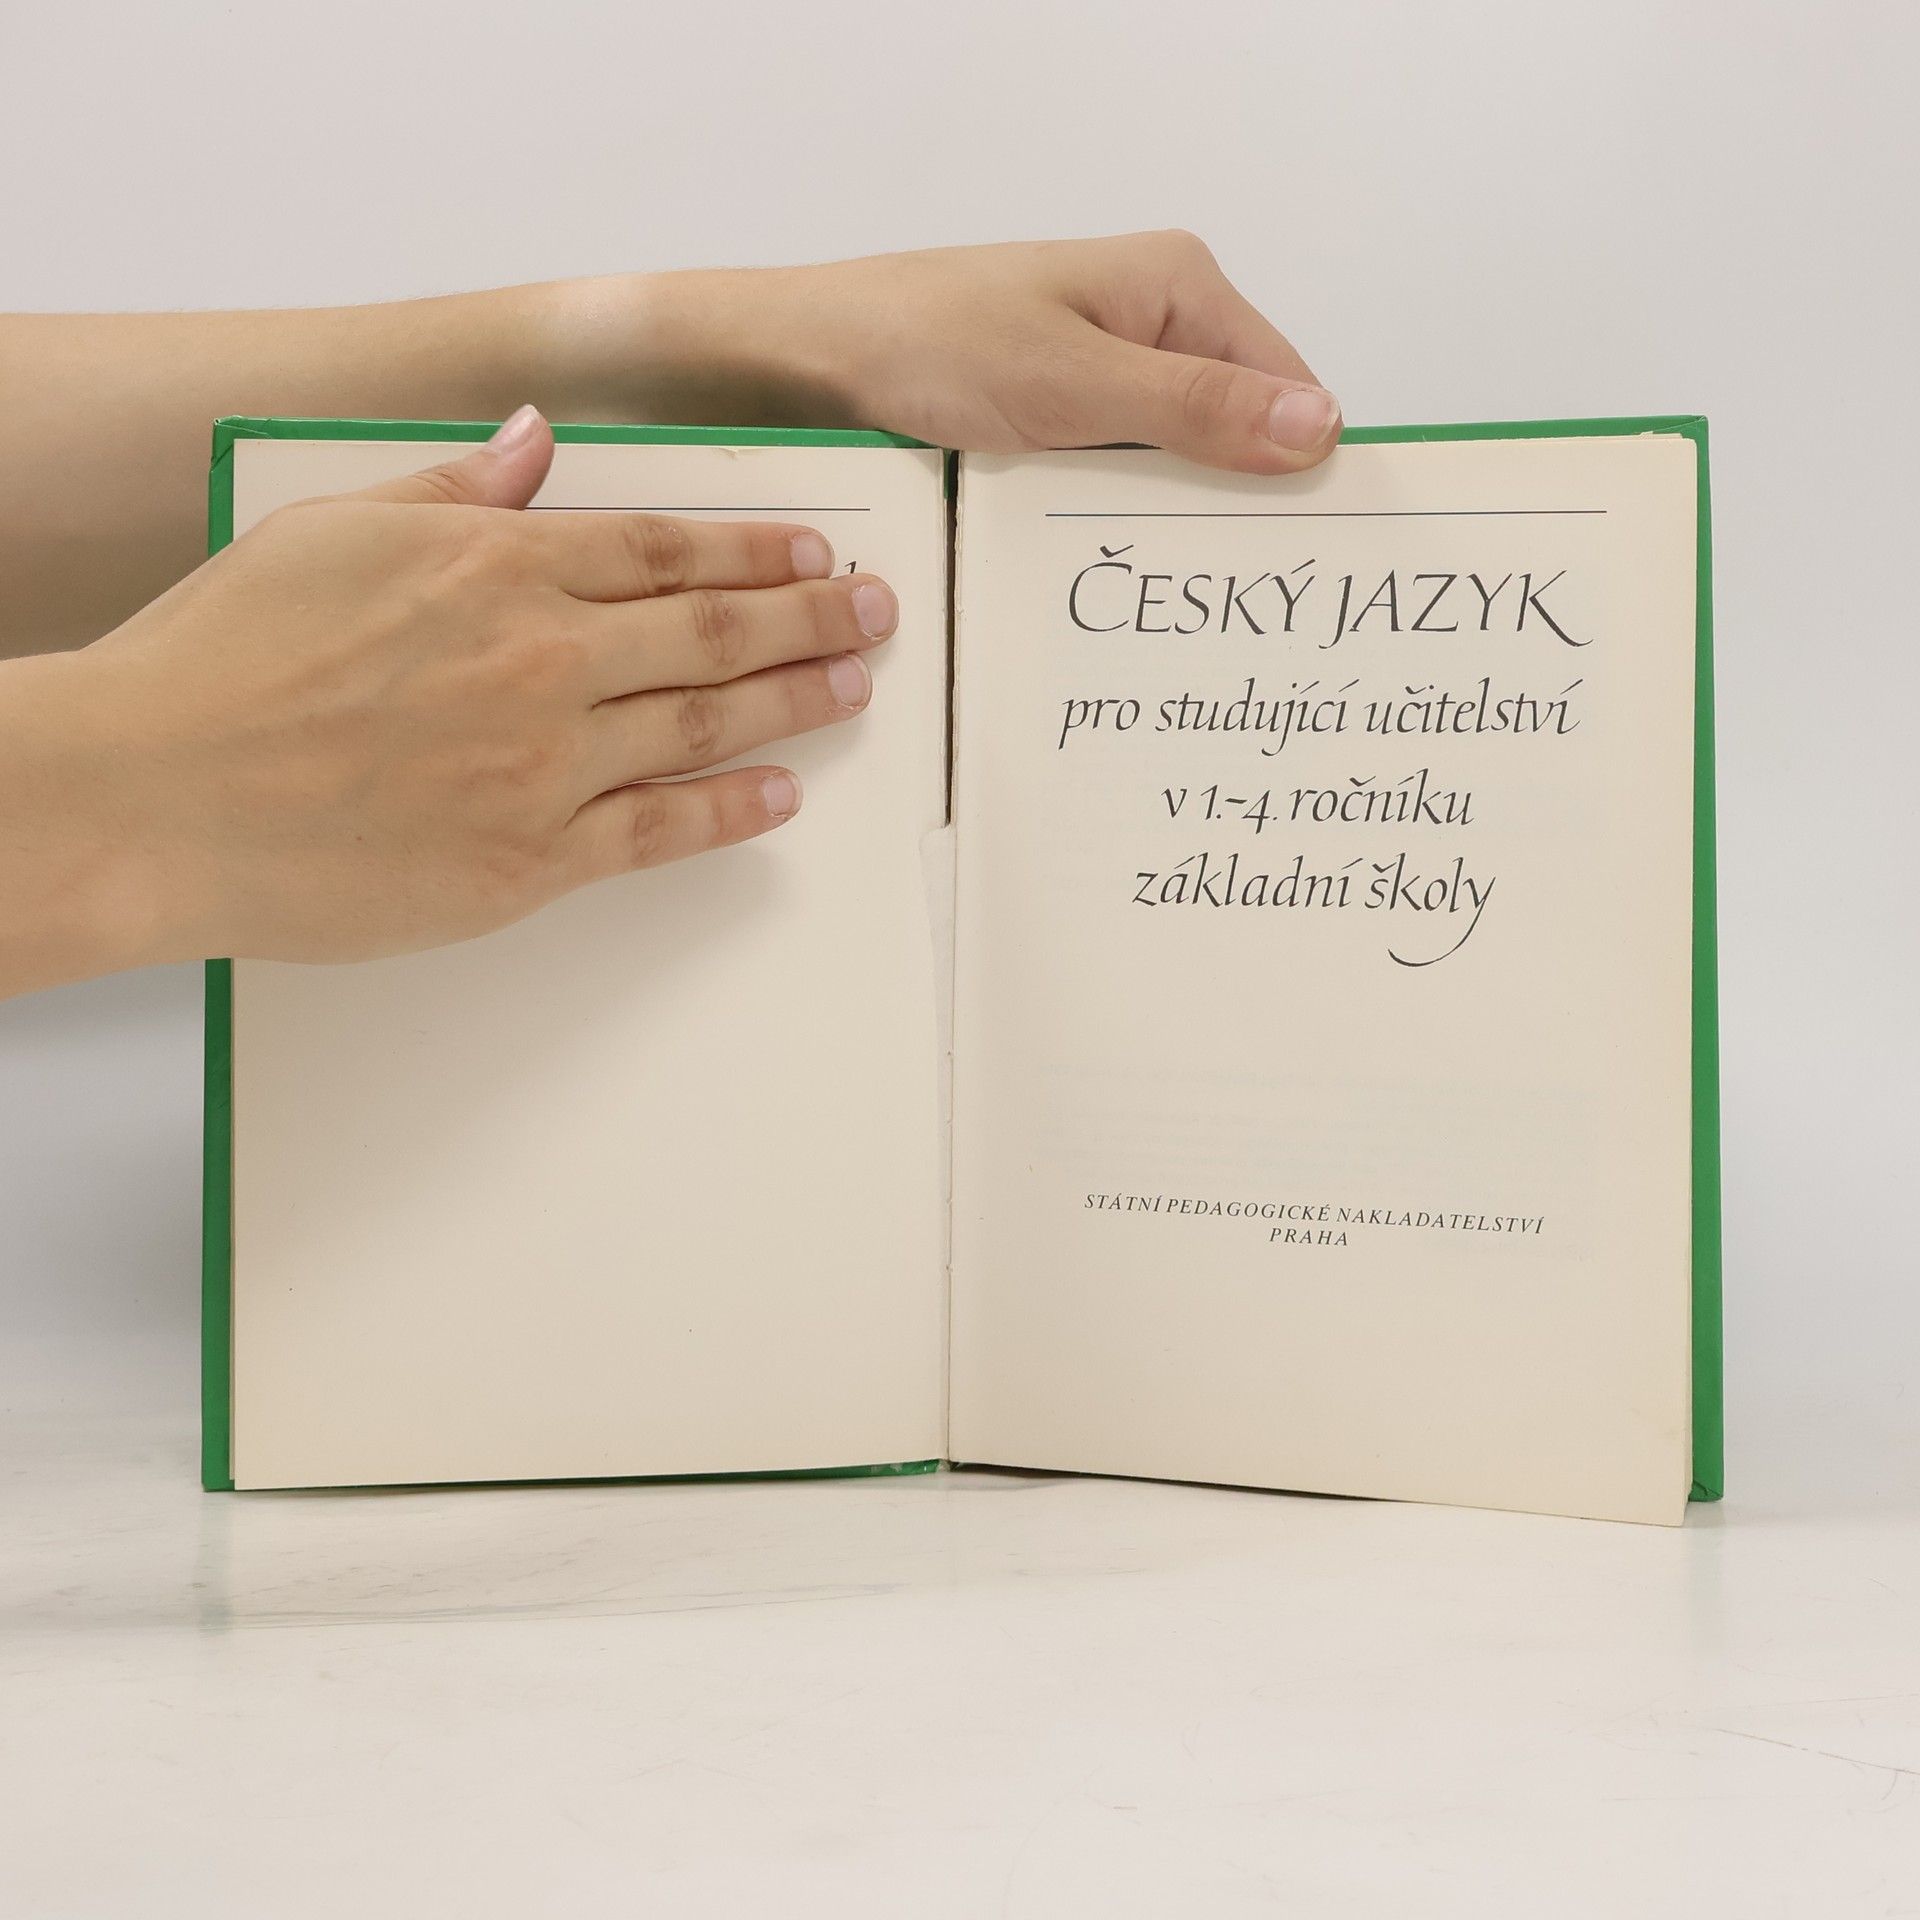 ČESKÝ JAZYK
pro studující učitelství
v 1.-4. ročníku
základní školy
STÁTNÍ PEDAGOGICKÉ NAKLADATELSTVÍ
PRAHA